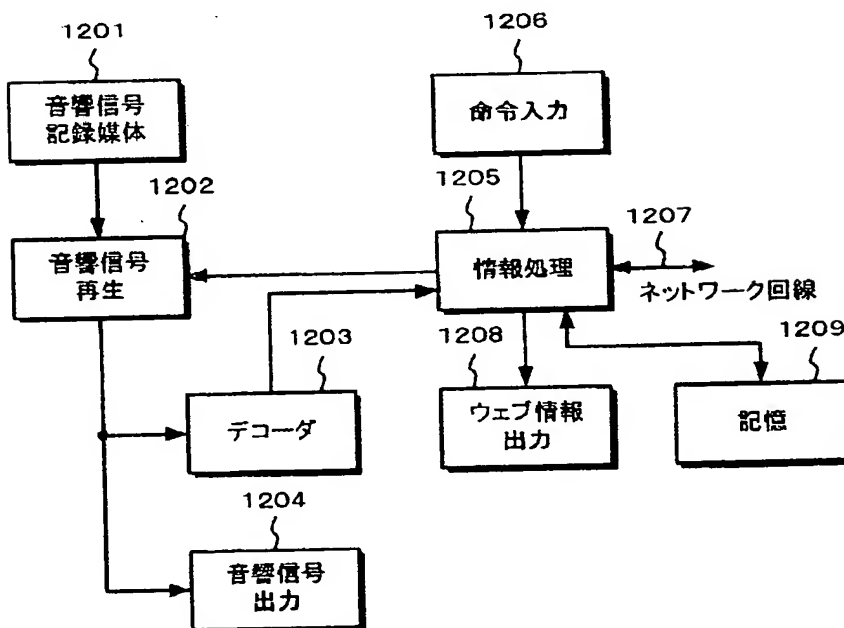 1201
音響信号
記録媒体
1206
命令入力
1202
音響信号
再生
1205
情報処理
1207
ネットワーク回線
1203
デコーダ
1208
ウェブ情報
出力
1209
記憶
1204
音響信号
出力